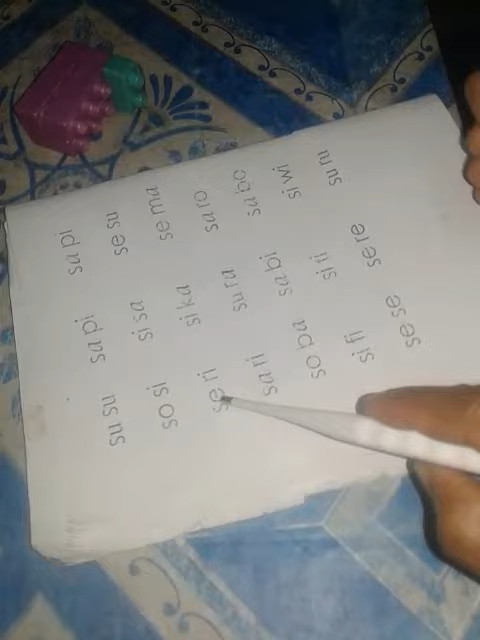 su su sa pi sa pi
so si si sa se su
se ri si ka se ma
sa ri su ra sa ro
so ba sa bi sa bo
si fi si ti si wi
se se se re su ru